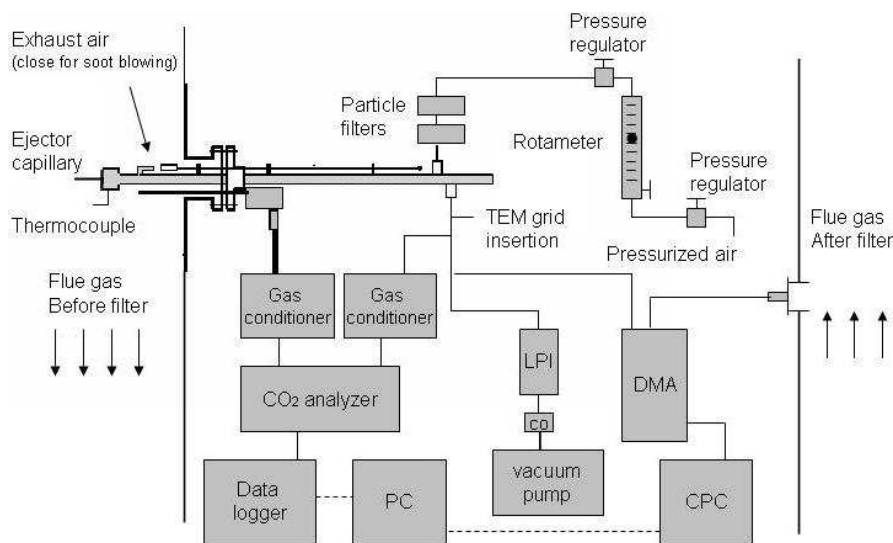 Exhaust air
(close for soot blowing)
Ejector
capillary
Thermocouple
Flue gas
Before filter
Particle
filters
Pressure
regulator
Rotameter
Pressure
regulator
Pressurized air
TEM grid
insertion
Flue gas
After filter
Gas
conditioner
Gas
conditioner
CO₂ analyzer
LPI
co
DMA
Data
logger
PC
vacuum
pump
CPC